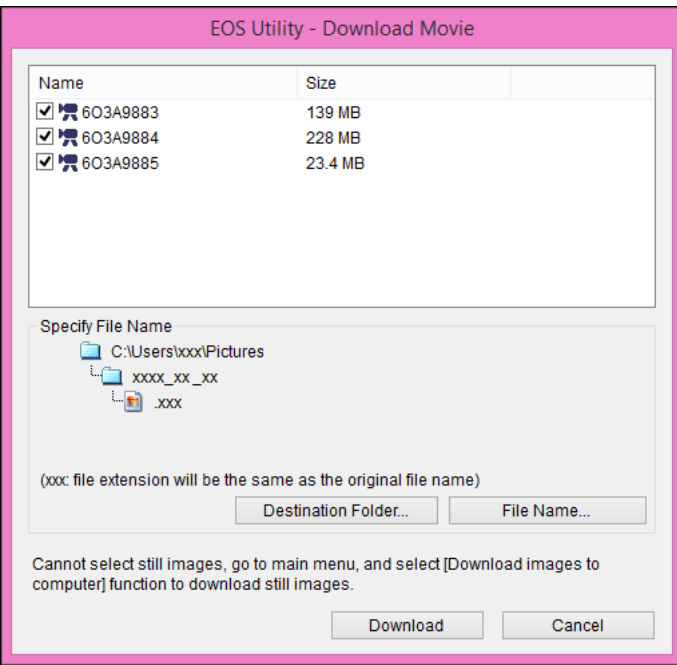 EOS Utility - Download Movie
Name Size
6O3A9883 139 MB
6O3A9884 228 MB
6O3A9885 23.4 MB
Specify File Name
C:\Users\xxx\Pictures
xxxx_xx_xx
.xxx
(xxx: file extension will be the same as the original file name)
Destination Folder... File Name...
Cannot select still images, go to main menu, and select [Download images to
computer] function to download still images.
Download Cancel